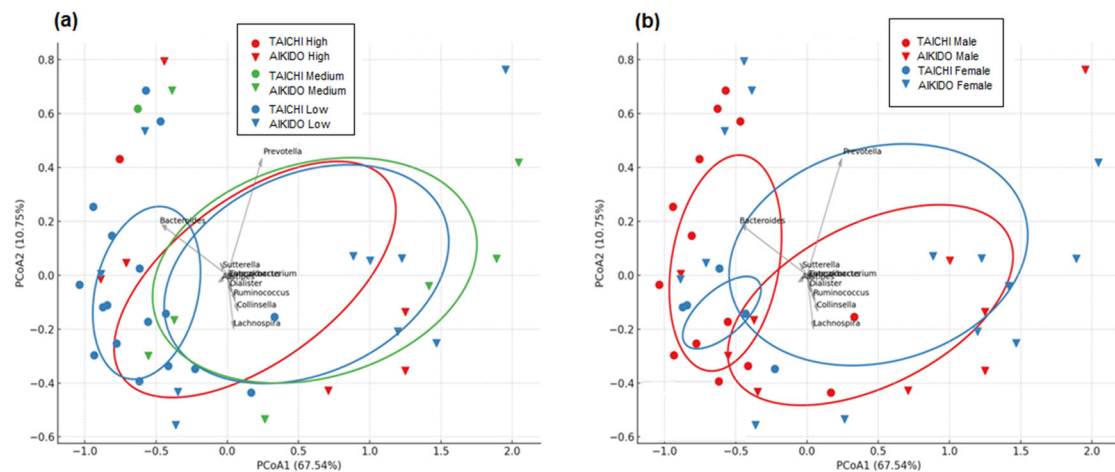 (a)
TAICHI High
AIKIDO High
TAICHI Medium
AIKIDO Medium
TAICHI Low
AIKIDO Low
0.8
0.6
0.4
0.2
0.0
−0.2
−0.4
−0.6
PCoA2 (10.75%)
Prevotella
Bacteroides
Sutterella
Dialister
Ruminococcus
Collinsella
Lachnospira
−1.0
−0.5
0.0
0.5
1.0
1.5
2.0
PCoA1 (67.54%)
(b)
TAICHI Male
AIKIDO Male
TAICHI Female
AIKIDO Female
0.8
0.6
0.4
0.2
0.0
−0.2
−0.4
−0.6
PCoA2 (10.75%)
Prevotella
Bacteroides
Sutterella
Dialister
Ruminococcus
Collinsella
Lachnospira
−1.0
−0.5
0.0
0.5
1.0
1.5
2.0
PCoA1 (67.54%)